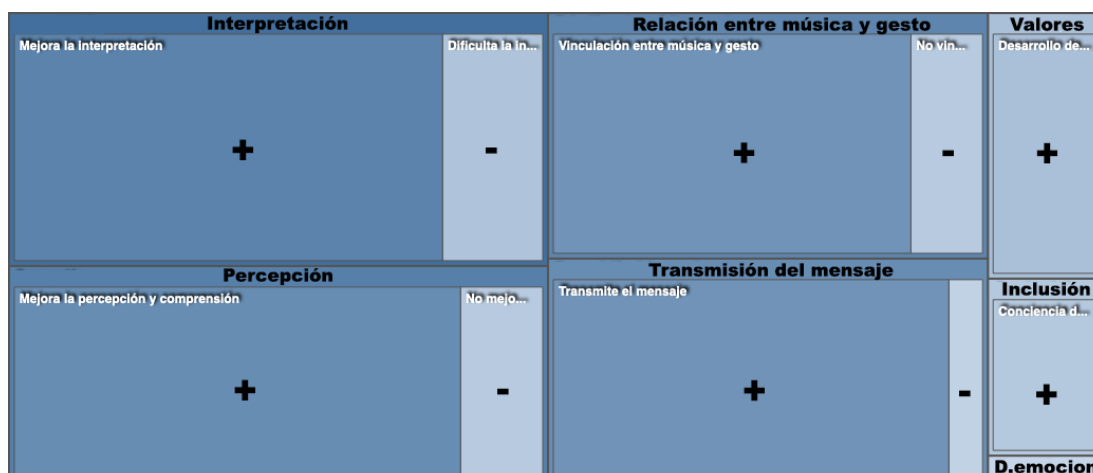 Interpretación
Mejora la interpretación
Dificulta la in...
+
-
Relación entre música y gesto
Vinculación entre música y gesto
No vin...
+
-
Valores
Desarrollo de...
+
Percepción
Mejora la percepción y comprensión
No mejo...
+
-
Transmisión del mensaje
Transmite el mensaje
+
-
Inclusión
Conciencia d...
+
D.emocion